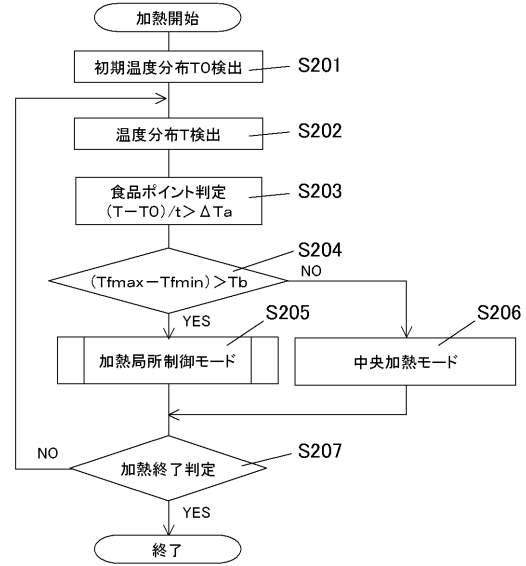 加熱開始
初期温度分布T0検出
S201
温度分布T検出
S202
食品ポイント判定
(T−T0)/t>ΔTa
S203
S204
(Tfmax−Tfmin)>Tb
NO
YES
S205
加熱局所制御モード
S206
中央加熱モード
NO
S207
加熱終了判定
YES
終了